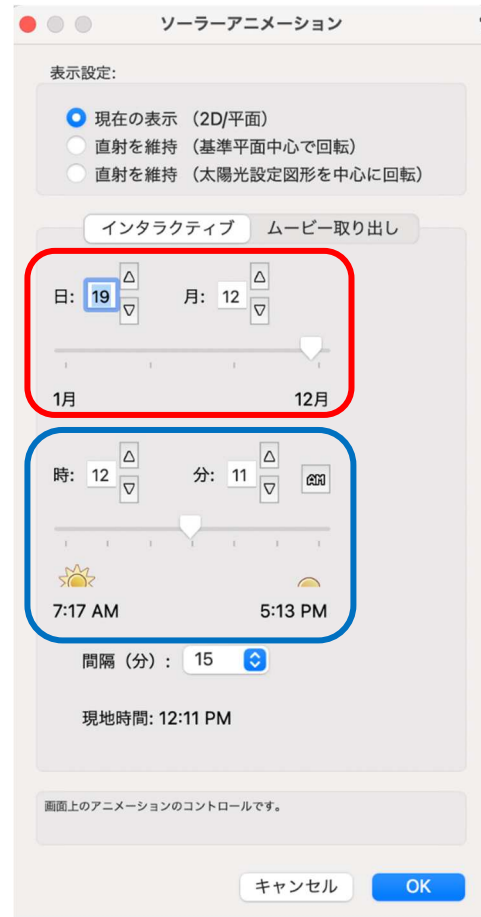 ソーラーアニメーション
表示設定:
現在の表示 （2D/平面）
直射を維持 （基準平面中心で回転）
直射を維持 （太陽光設定図形を中心に回転）
インタラクティブ ムービー取り出し
日: 19 月: 12
1月 12月
時: 12 分: 11 AM
7:17 AM 5:13 PM
間隔（分）: 15
現地時間: 12:11 PM
画面上のアニメーションのコントロールです。
キャンセル OK